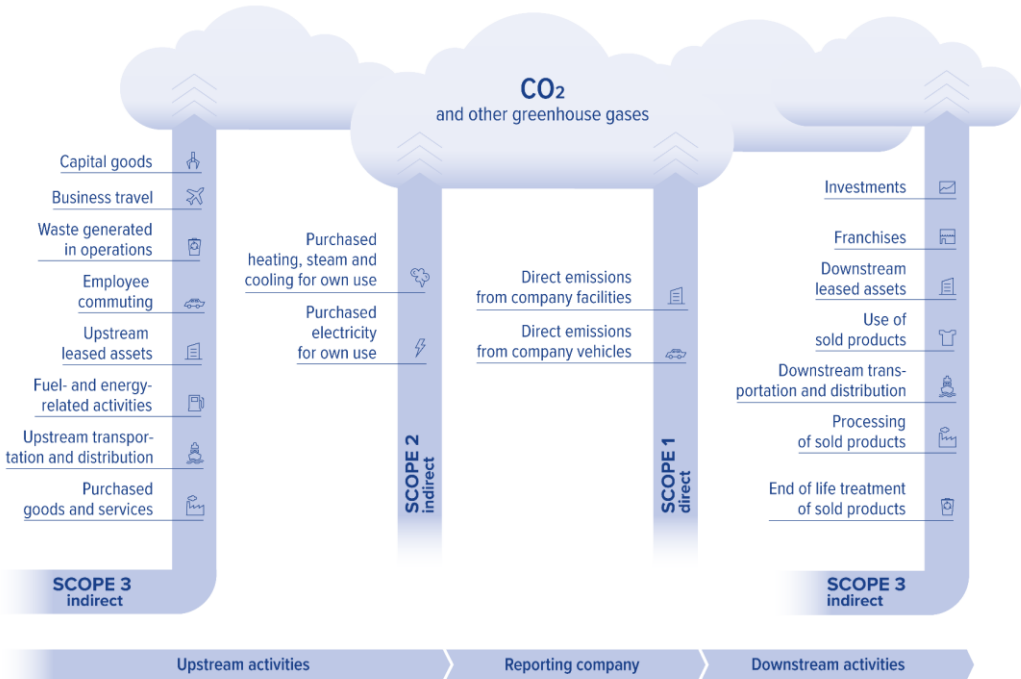 CO₂
and other greenhouse gases
Capital goods
Business travel
Waste generated
in operations
Employee
commuting
Upstream
leased assets
Fuel- and energy-
related activities
Upstream transpor-
tation and distribution
Purchased
goods and services
SCOPE 3
indirect
Purchased
heating, steam and
cooling for own use
Purchased
electricity
for own use
SCOPE 2
indirect
Direct emissions
from company facilities
Direct emissions
from company vehicles
SCOPE 1
direct
Investments
Franchises
Downstream
leased assets
Use of
sold products
Downstream trans-
portation and distribution
Processing
of sold products
End of life treatment
of sold products
SCOPE 3
indirect
Upstream activities
Reporting company
Downstream activities